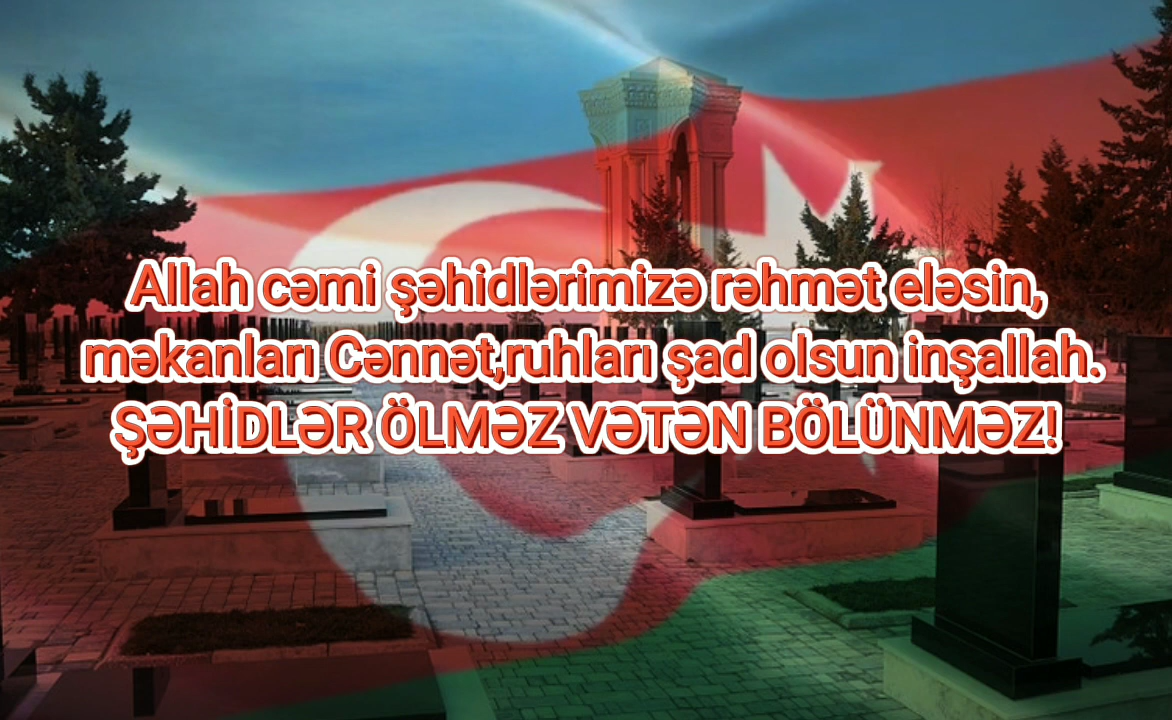 Allah cəmi şəhidlərimizə rəhmət eləsin,
məkanları Cənnət,ruhları şad olsun inşallah.
ŞƏHİDLƏR ÖLMƏZ VƏTƏN BÖLÜNMƏZ!